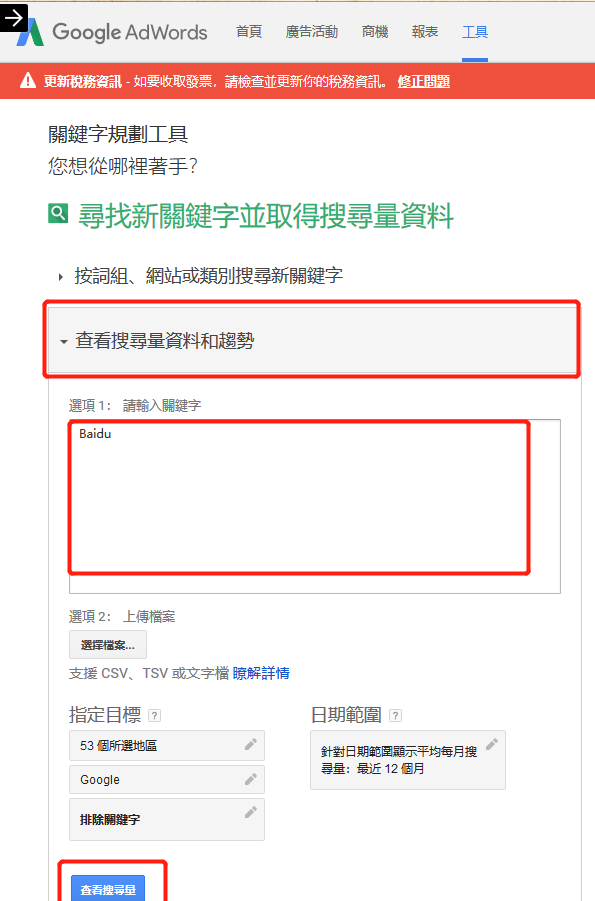 Google AdWords 首頁 廣告活動 商機 報表 工具
更新稅務資訊 - 如要收取發票，請檢查並更新你的稅務資訊。 修正問題
關鍵字規劃工具
您想從哪裡著手？
尋找新關鍵字並取得搜尋量資料
按詞組、網站或類別搜尋新關鍵字
查看搜尋量資料和趨勢
選項 1： 請輸入關鍵字
Baidu
選項 2： 上傳檔案
選擇檔案...
支援 CSV、TSV 或文字檔 瞭解詳情
指定目標 ? 日期範圍 ?
53 個所選地區
針對日期範圍顯示平均每月搜
尋量：最近 12 個月
Google
排除關鍵字
查看搜尋量